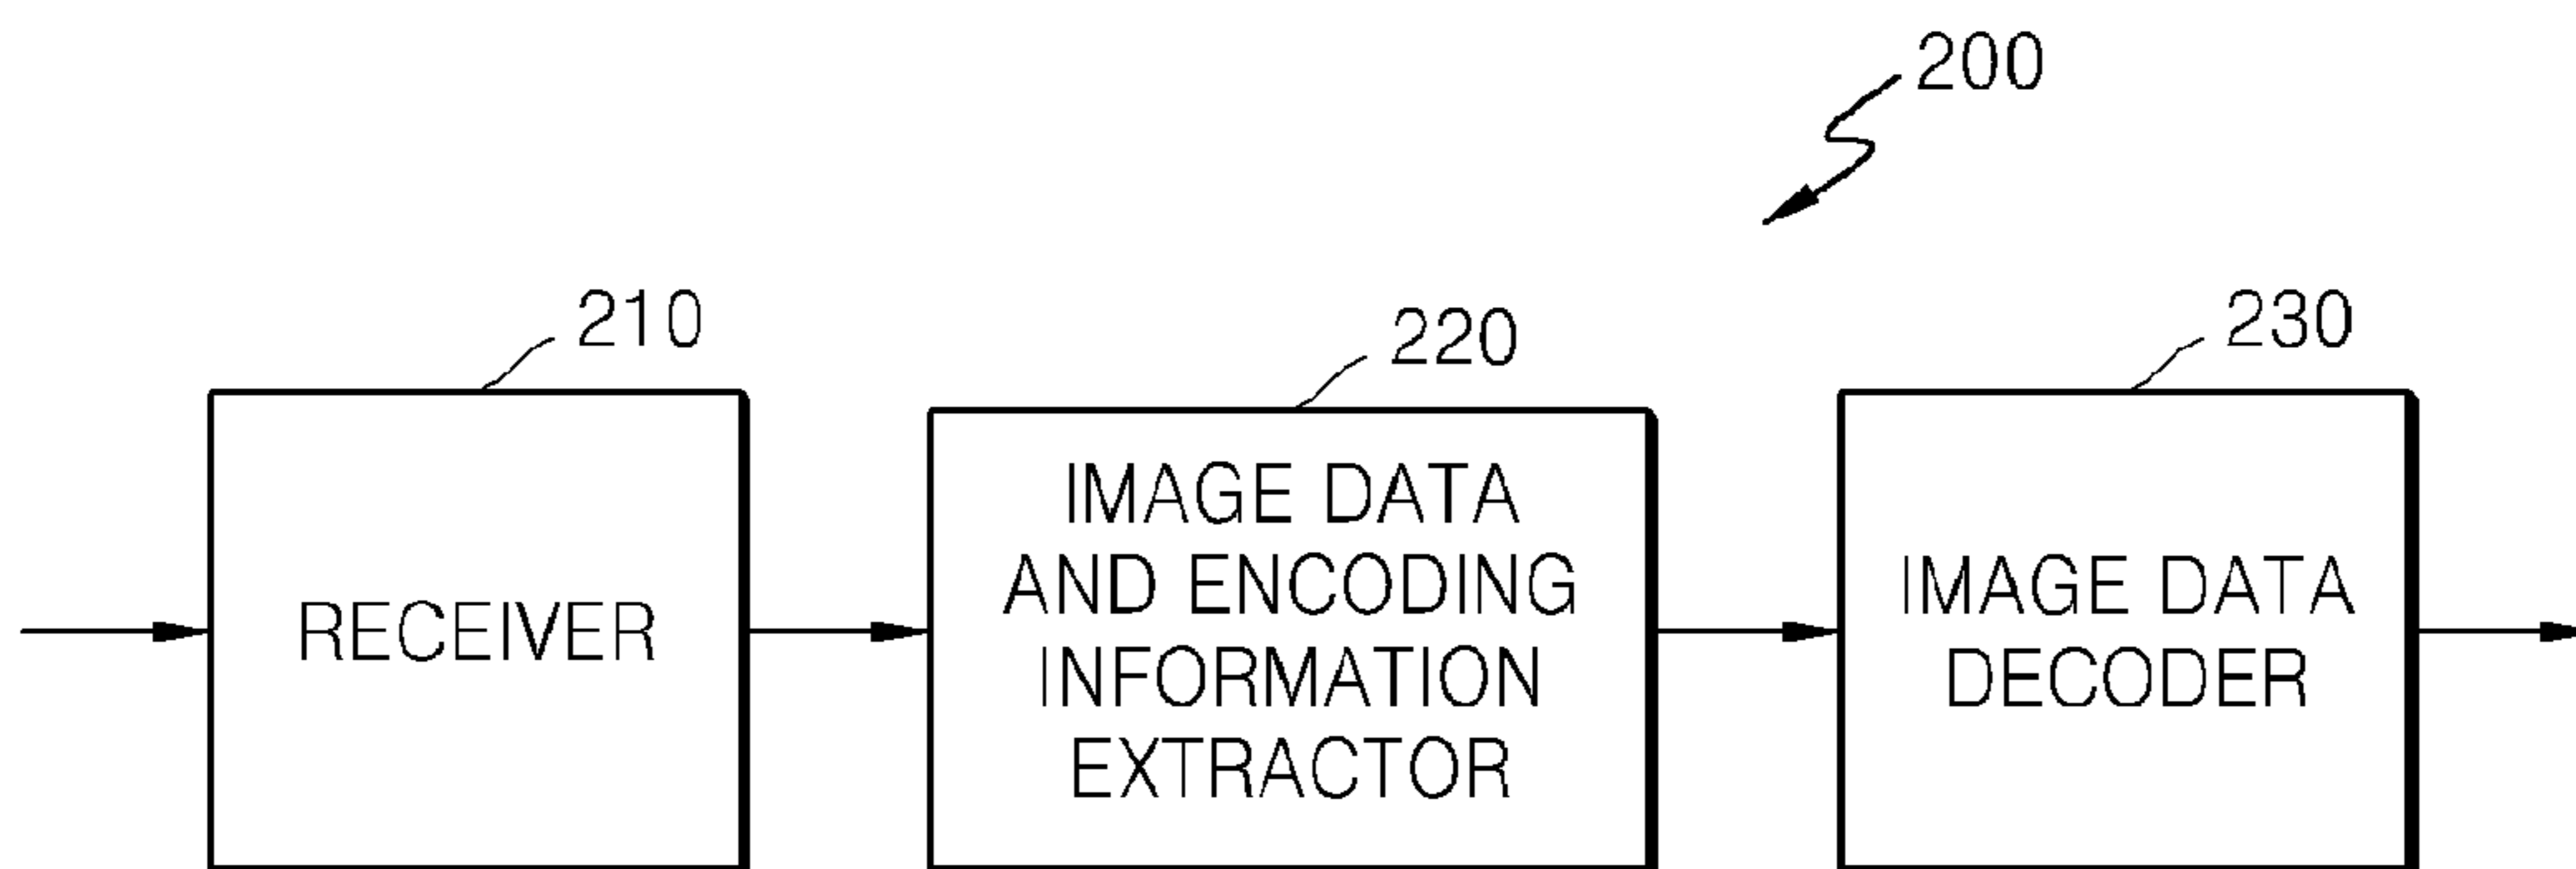 200
210
220
230
RECEIVER
IMAGE DATA
AND ENCODING
INFORMATION
EXTRACTOR
IMAGE DATA
DECODER